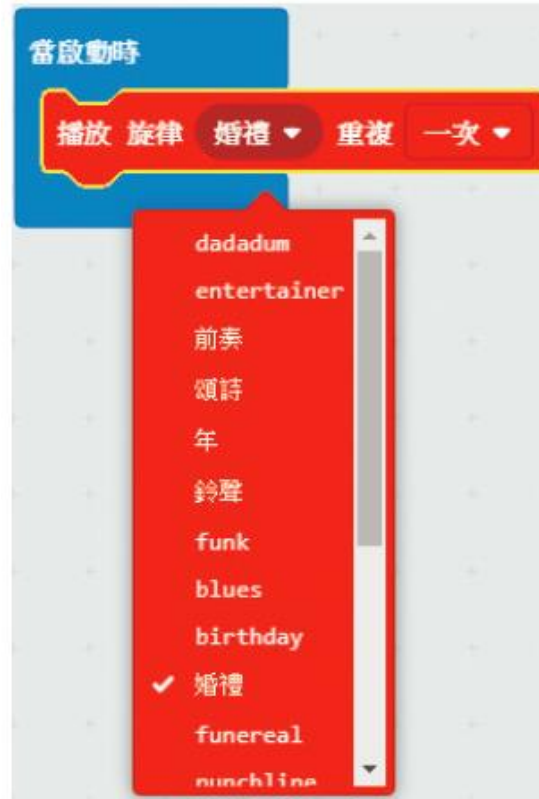 當啟動時
播放 旋律 婚禮 重複 一次
dadadum
entertainer
前奏
頌詩
年
鈴聲
funk
blues
birthday
婚禮
funereal
punchline